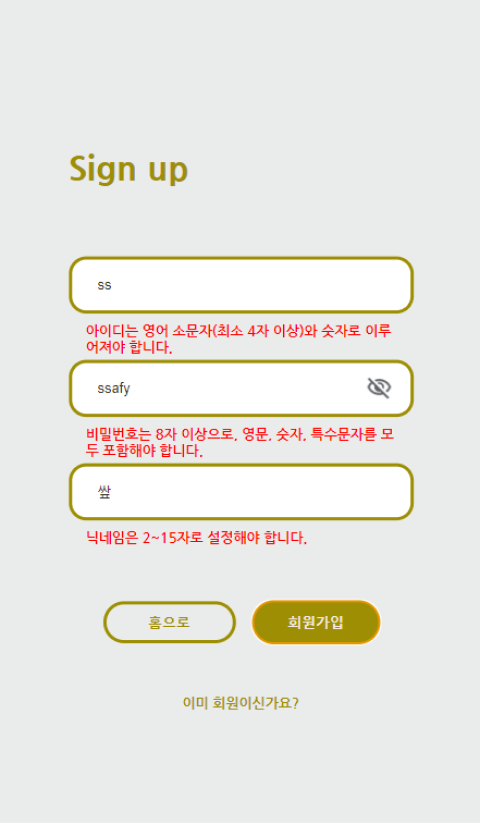 Sign up
ss
아이디는 영어 소문자(최소 4자 이상)와 숫자로 이루
어져야 합니다.
ssafy
비밀번호는 8자 이상으로, 영문, 숫자, 특수문자를 모
두 포함해야 합니다.
싶
닉네임은 2~15자로 설정해야 합니다.
홈으로
회원가입
이미 회원이신가요?